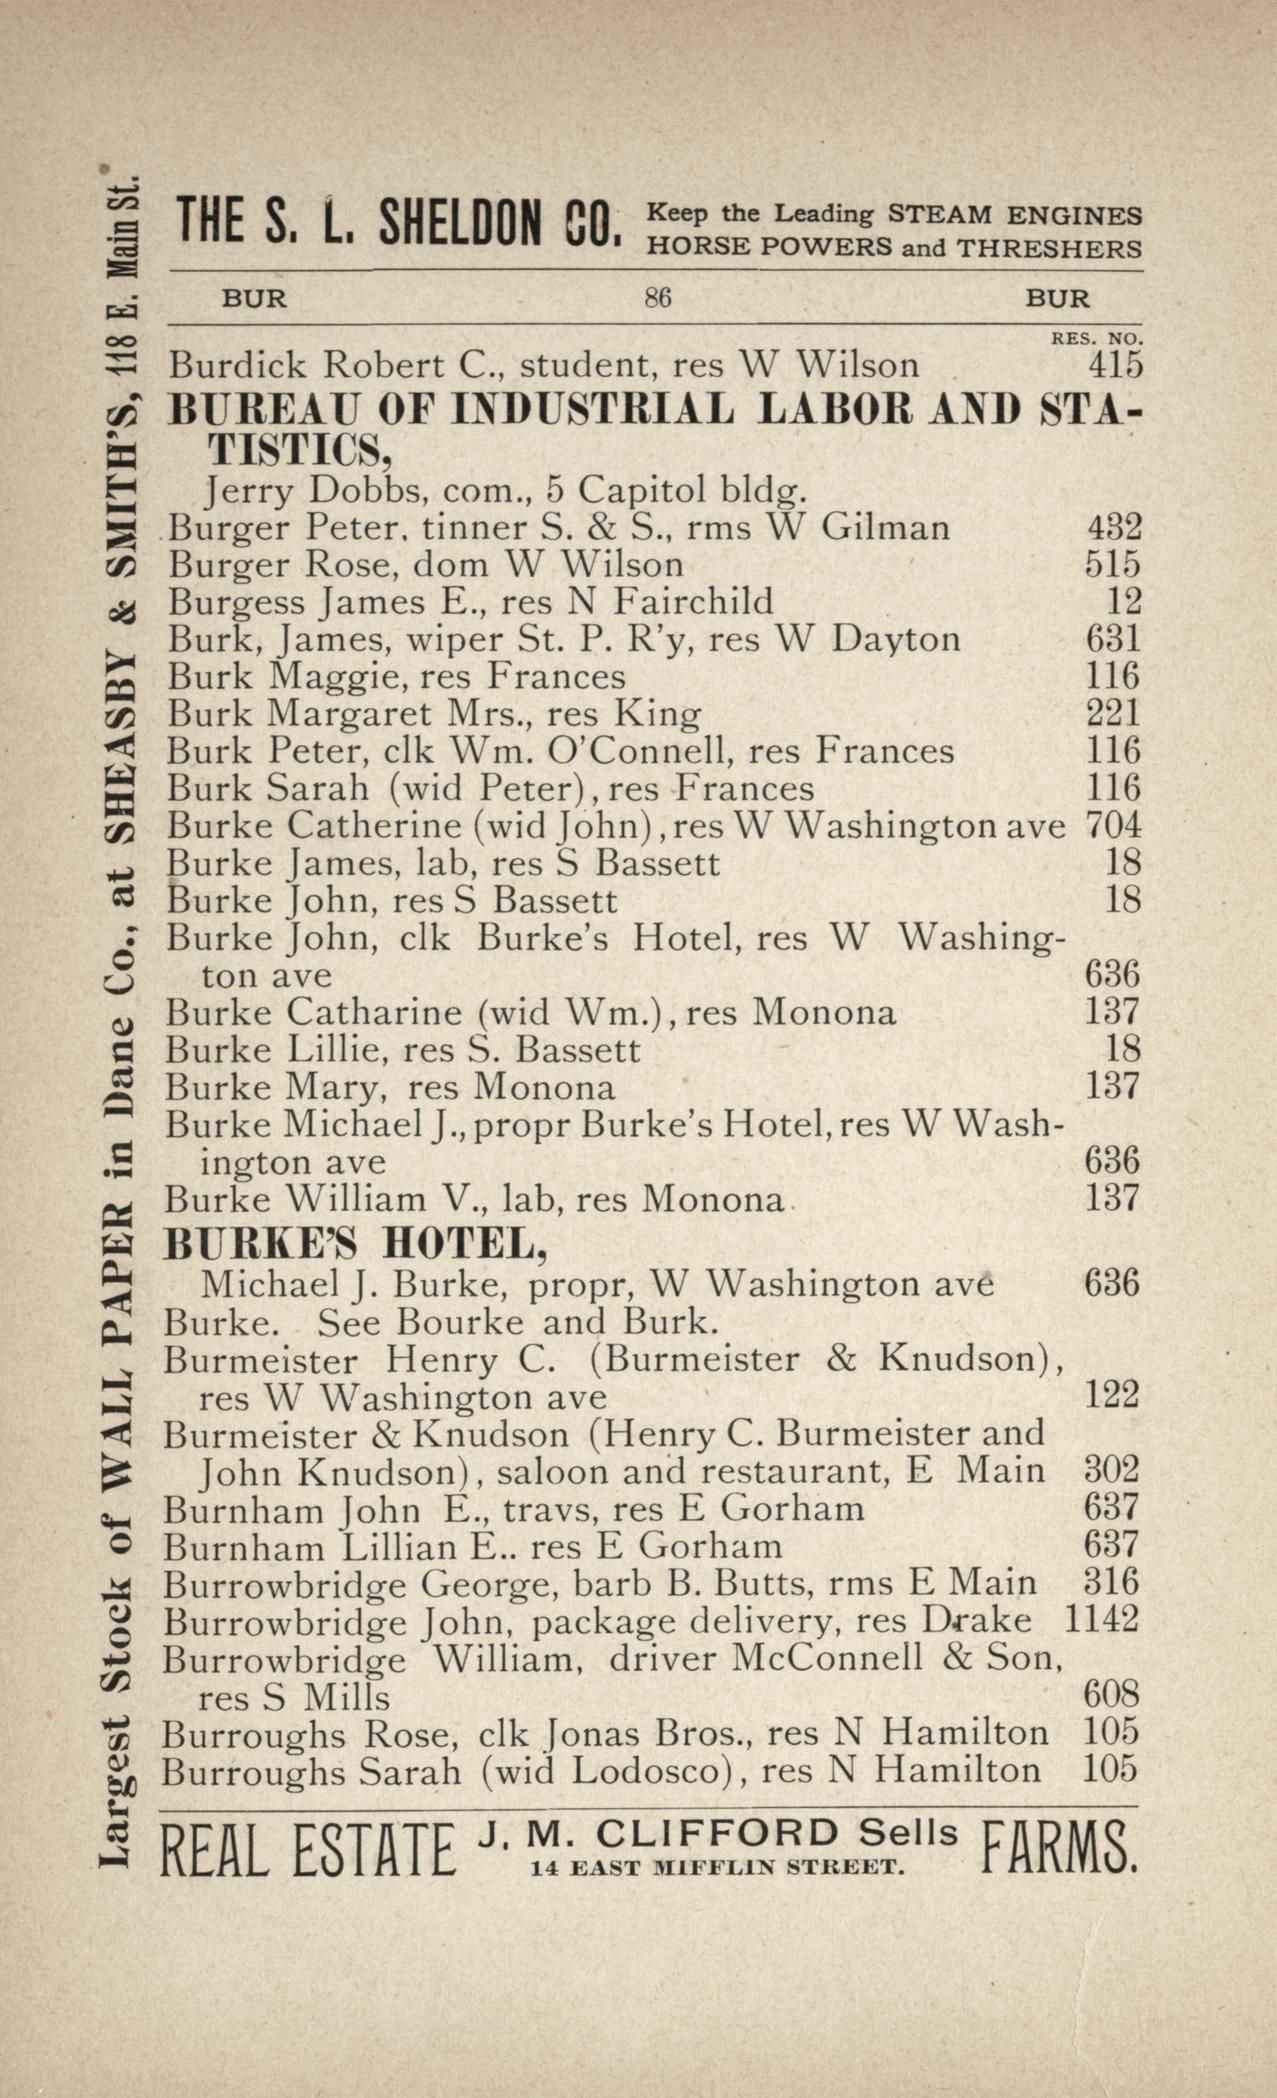 THE S. L. SHELDON CO. Keep the Leading STEAM ENGINES
HORSE POWERS and THRESHERS
BUR 86 BUR
RES. NO.
Burdick Robert C., student, res W Wilson 415
BUREAU OF INDUSTRIAL LABOR AND STA-
TISTICS,
Jerry Dobbs, com., 5 Capitol bldg.
Burger Peter. tinner S. & S., rms W Gilman 432
Burger Rose, dom W Wilson 515
Burgess James E., res N Fairchild 12
Burk, James, wiper St. P. R'y, res W Dayton 631
Burk Maggie, res Frances 116
Burk Margaret Mrs., res King 221
Burk Peter, clk Wm. O'Connell, res Frances 116
Burk Sarah (wid Peter), res Frances 116
Burke Catherine (wid John), res W Washington ave 704
Burke James, lab, res S Bassett 18
Burke John, res S Bassett 18
Burke John, clk Burke's Hotel, res W Washing-
ton ave 636
Burke Catharine (wid Wm.), res Monona 137
Burke Lillie, res S. Bassett 18
Burke Mary, res Monona 137
Burke Michael J., propr Burke's Hotel, res W Wash-
ington ave 636
Burke William V., lab, res Monona 137
BURKE'S HOTEL,
Michael J. Burke, propr, W Washington ave 636
Burke. See Bourke and Burk.
Burmeister Henry C. (Burmeister & Knudson),
res W Washington ave 122
Burmeister & Knudson (Henry C. Burmeister and
John Knudson), saloon and restaurant, E Main 302
Burnham John E., travs, res E Gorham 637
Burnham Lillian E.. res E Gorham 637
Burrowbridge George, barb B. Butts, rms E Main 316
Burrowbridge John, package delivery, res Drake 1142
Burrowbridge William, driver McConnell & Son,
res S Mills 608
Burroughs Rose, clk Jonas Bros., res N Hamilton 105
Burroughs Sarah (wid Lodosco), res N Hamilton 105
REAL ESTATE J. M. CLIFFORD Sells FARMS.
14 EAST MIFFLIN STREET.
Largest Stock of WALL PAPER in Dane Co., at SHEASBY & SMITH'S, 118 E. Main St.